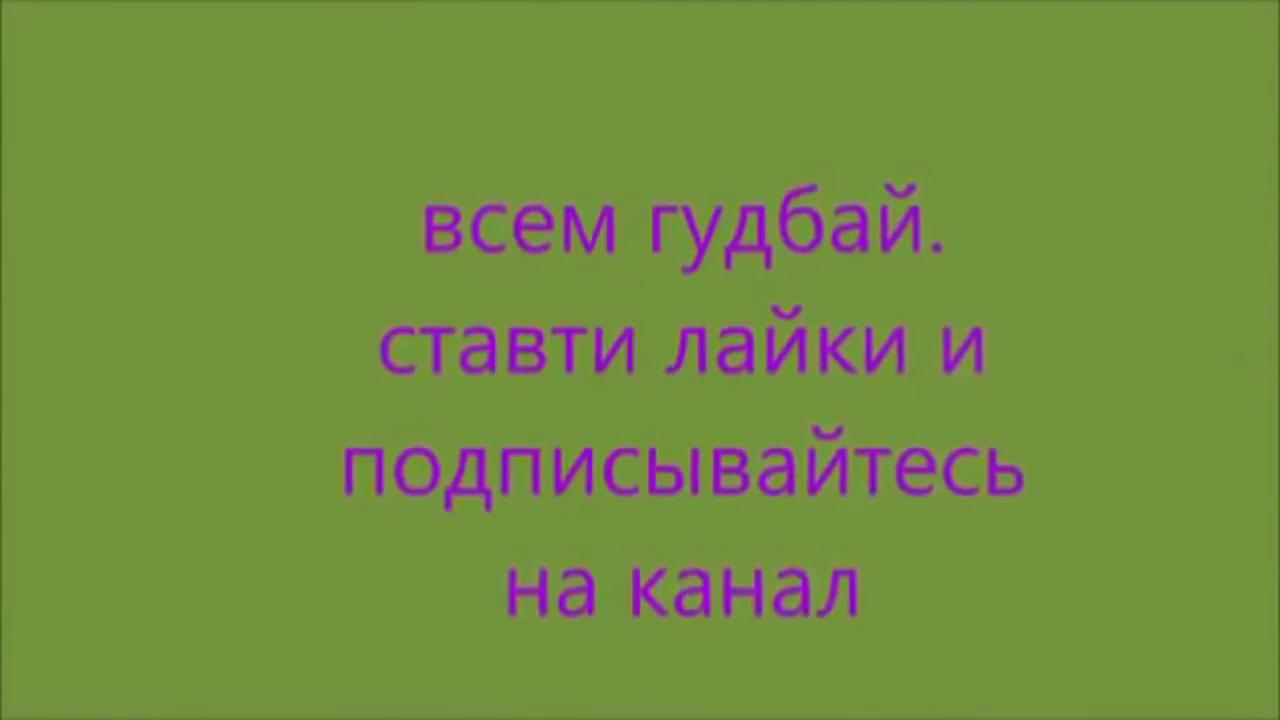 всем гудбай.
ставти лайки и
подписывайтесь
на канал